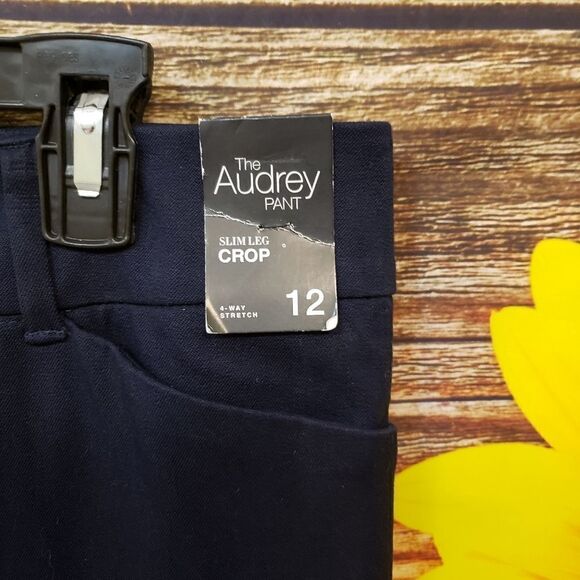 The
Audrey
PANT
SLIM LEG
CROP
4-WAY
STRETCH
12